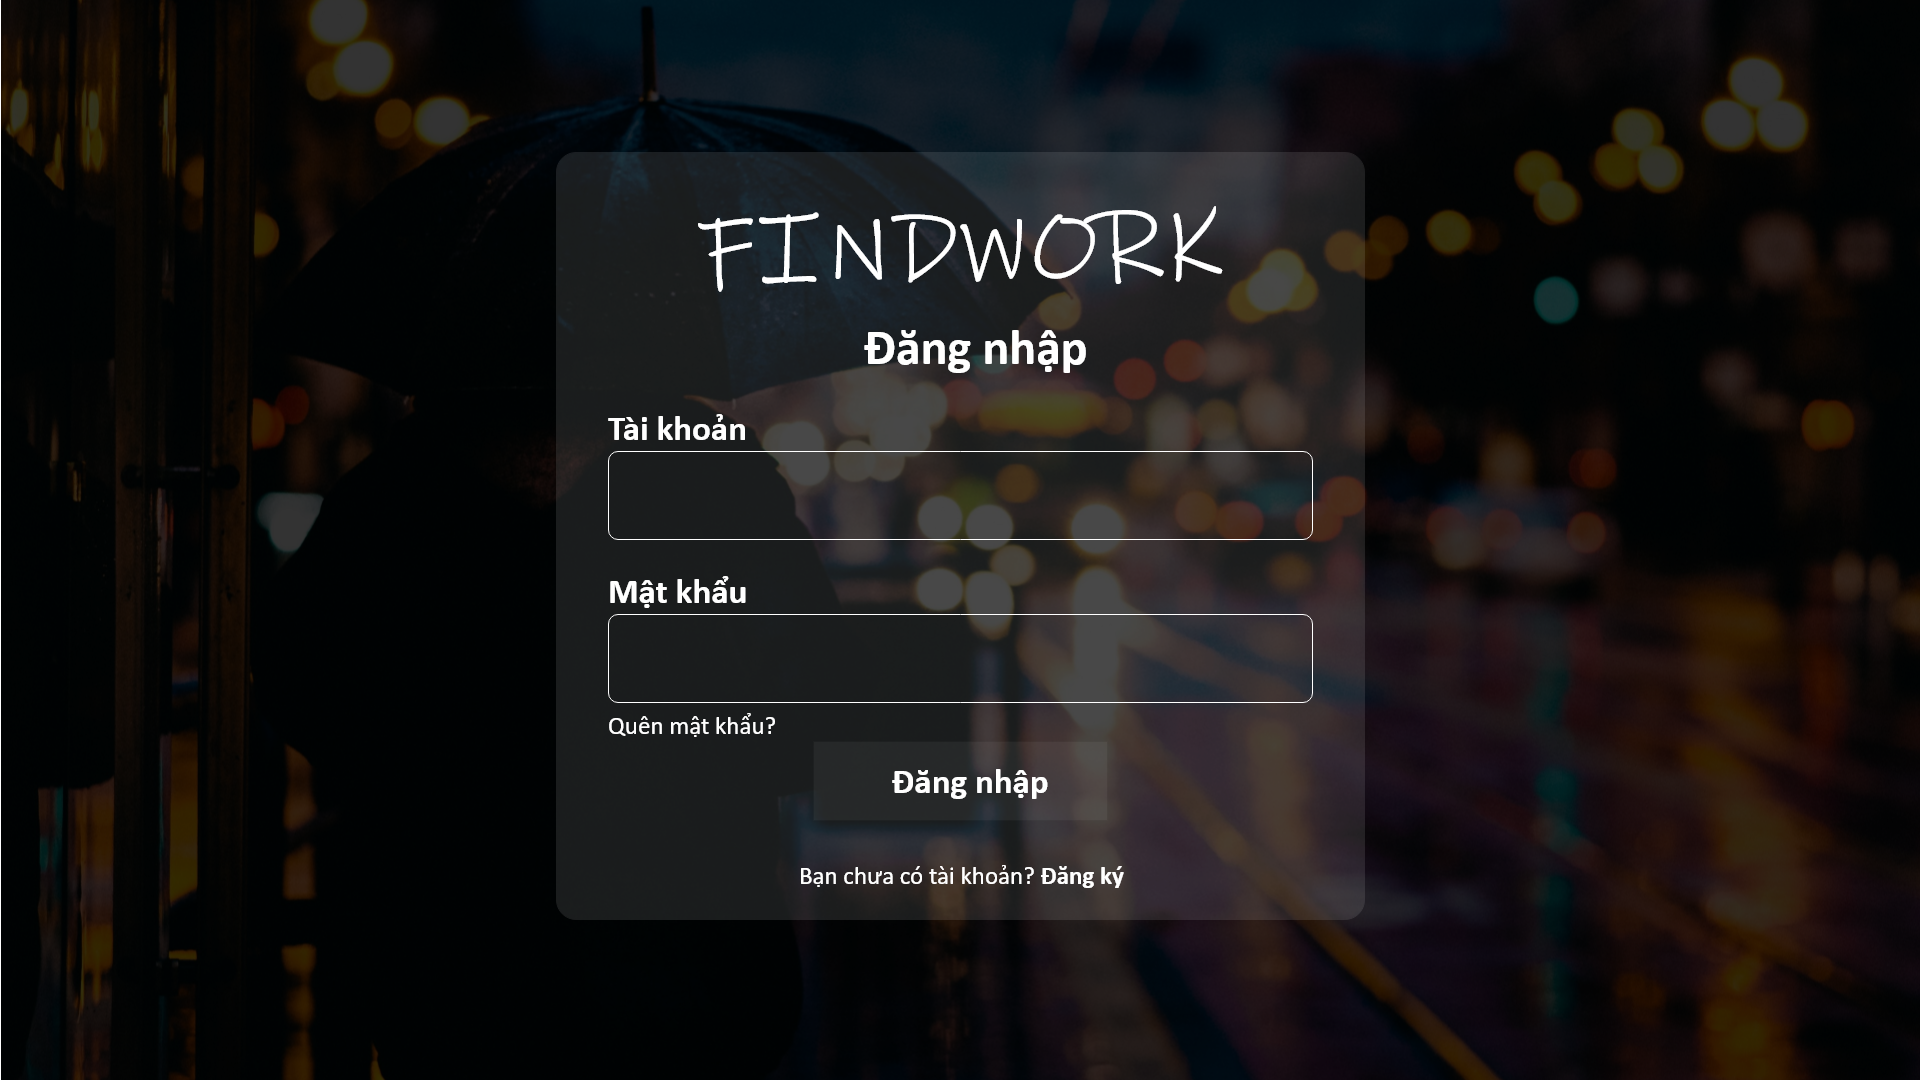 FINDWORK
Đăng nhập
Tài khoản
Mật khẩu
Quên mật khẩu?
Đăng nhập
Bạn chưa có tài khoản? Đăng ký